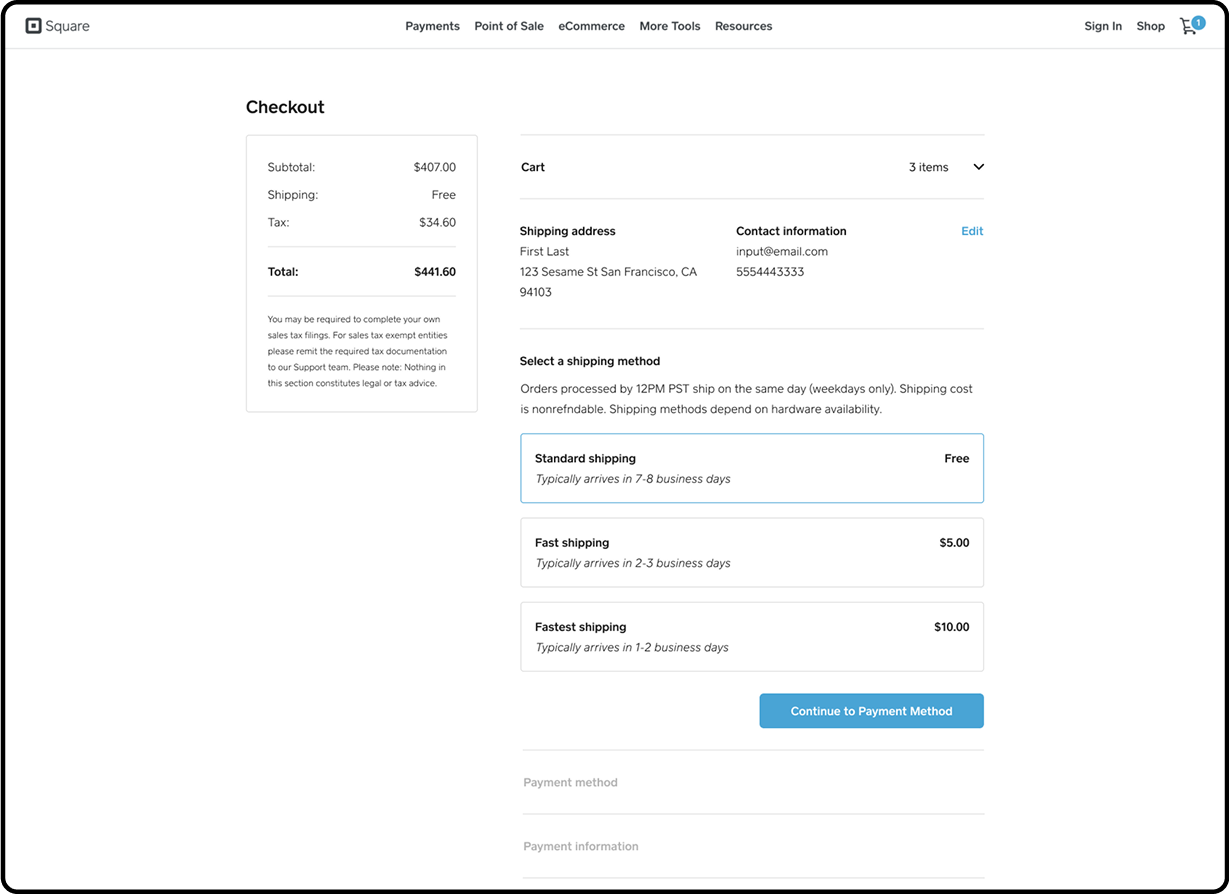 Square
Payments Point of Sale eCommerce More Tools Resources
Sign In Shop 1
Checkout
Subtotal: $407.00
Shipping: Free
Tax: $34.60
Total: $441.60
You may be required to complete your own
sales tax filings. For sales tax exempt entities
please remit the required tax documentation
to our Support team. Please note: Nothing in
this section constitutes legal or tax advice.
Cart 3 items
Shipping address
First Last
123 Sesame St San Francisco, CA
94103
Contact information
input@email.com
5554443333
Edit
Select a shipping method
Orders processed by 12PM PST ship on the same day (weekdays only). Shipping cost
is nonrefndable. Shipping methods depend on hardware availability.
Standard shipping Free
Typically arrives in 7-8 business days
Fast shipping $5.00
Typically arrives in 2-3 business days
Fastest shipping $10.00
Typically arrives in 1-2 business days
Continue to Payment Method
Payment method
Payment information